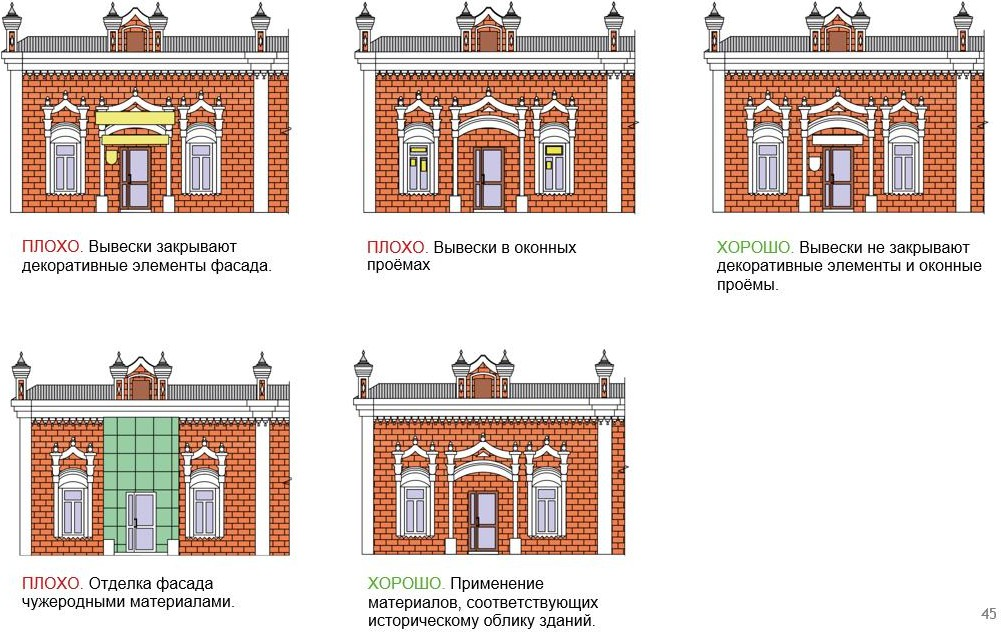 ПЛОХО. Вывески закрывают
декоративные элементы фасада.
ПЛОХО. Вывески в оконных
проёмах
ХОРОШО. Вывески не закрывают
декоративные элементы и оконные
проёмы.
ПЛОХО. Отделка фасада
чужеродными материалами.
ХОРОШО. Применение
материалов, соответствующих
историческому облику зданий.
45